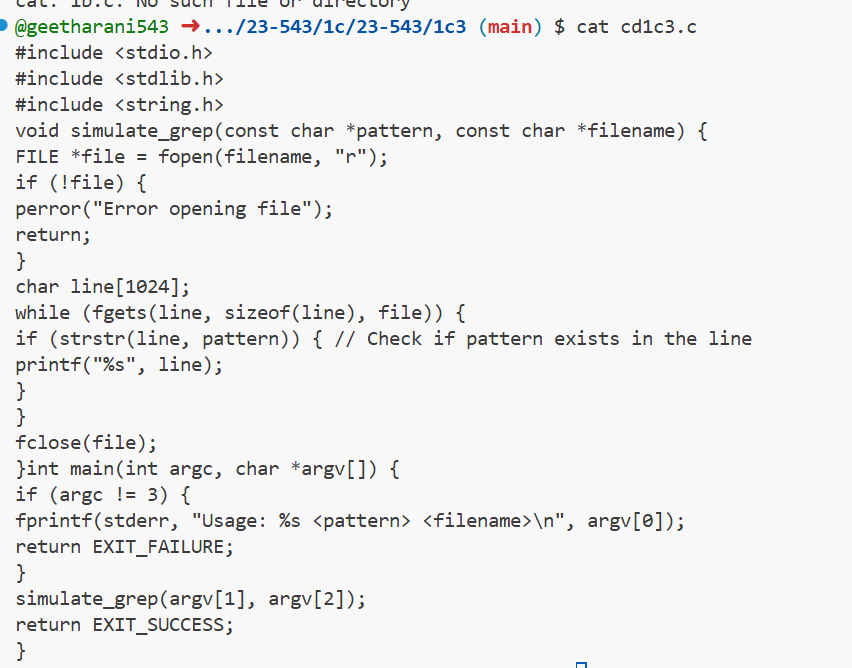 cat: 1b.c: No such file or directory
@geetharani543 ➜.../23-543/1c/23-543/1c3 (main) $ cat cd1c3.c
#include <stdio.h>
#include <stdlib.h>
#include <string.h>
void simulate_grep(const char *pattern, const char *filename) {
FILE *file = fopen(filename, "r");
if (!file) {
perror("Error opening file");
return;
}
char line[1024];
while (fgets(line, sizeof(line), file)) {
if (strstr(line, pattern)) { // Check if pattern exists in the line
printf("%s", line);
}
}
fclose(file);
}int main(int argc, char *argv[]) {
if (argc != 3) {
fprintf(stderr, "Usage: %s <pattern> <filename>\n", argv[0]);
return EXIT_FAILURE;
}
simulate_grep(argv[1], argv[2]);
return EXIT_SUCCESS;
}